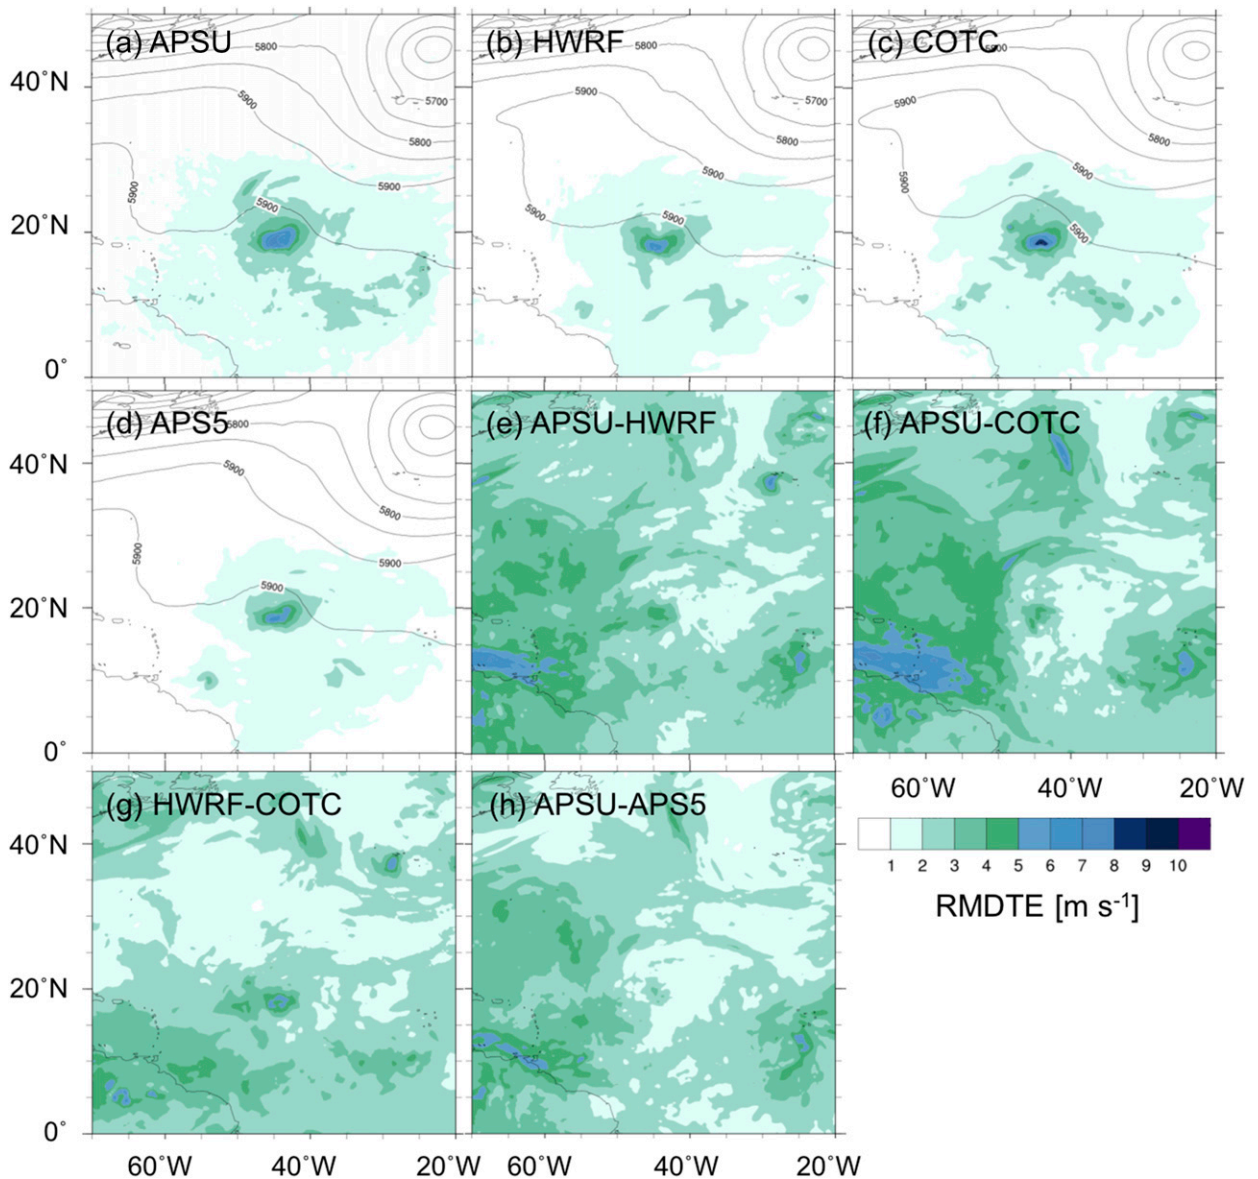 (a) APSU
(b) HWRF
(c) COTC
5800
5900
5700
5800
5900
5900
5900
40°N
20°N
0°
5800
5900
5700
5800
5900
5900
5900
5800
5900
5800
5900
5900
5900
(d) APS5
(e) APSU-HWRF
(f) APSU-COTC
5800
5900
5800
5900
5900
5900
40°N
20°N
0°
60°W 40°W 20°W
(g) HWRF-COTC
(h) APSU-APS5
40°N
20°N
0°
1 2 3 4 5 6 7 8 9 10
RMDTE [m s-1]
60°W 40°W 20°W
60°W 40°W 20°W